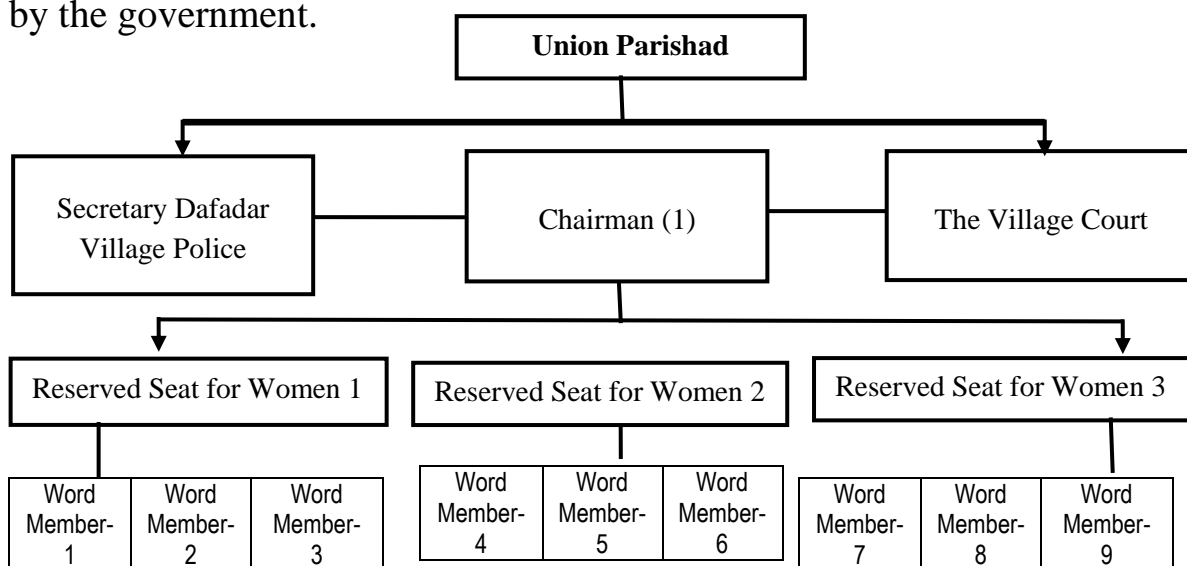 by the government.
Union Parishad
Secretary Dafadar
Village Police
Chairman (1)
The Village Court
Reserved Seat for Women 1
Reserved Seat for Women 2
Reserved Seat for Women 3
Word
Member-
1
Word
Member-
2
Word
Member-
3
Word
Member-
4
Word
Member-
5
Word
Member-
6
Word
Member-
7
Word
Member-
8
Word
Member-
9